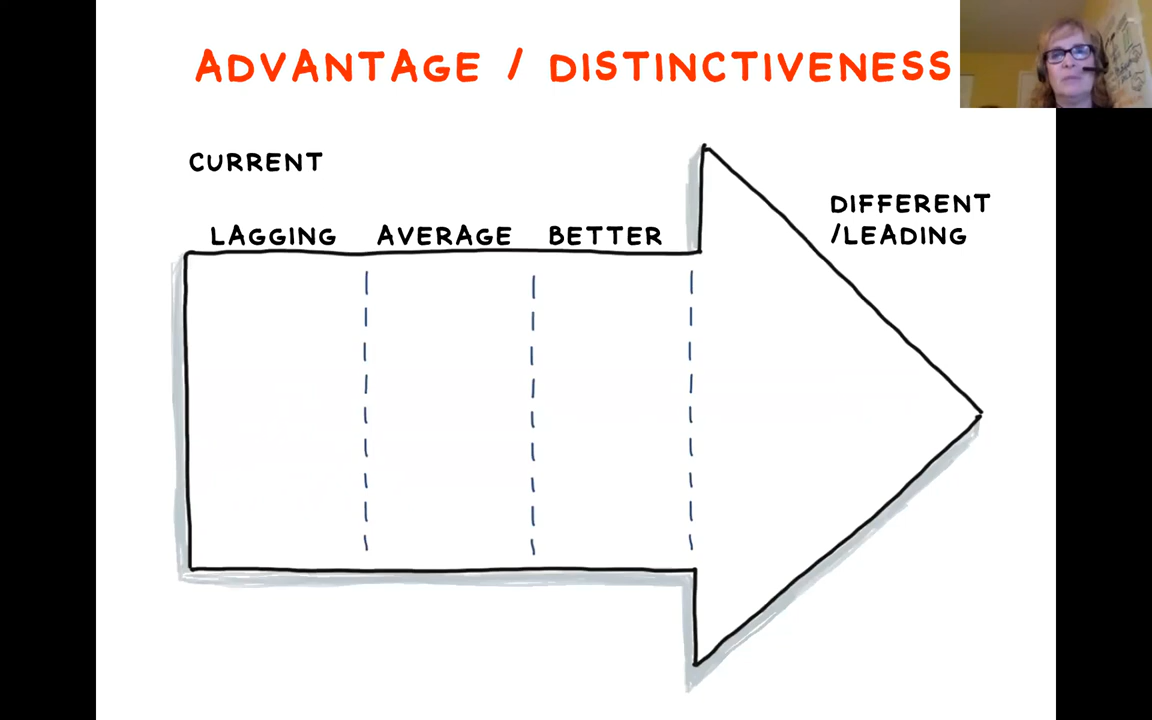 ADVANTAGE / DISTINCTIVENESS
CURRENT
DIFFERENT
/LEADING
LAGGING AVERAGE BETTER